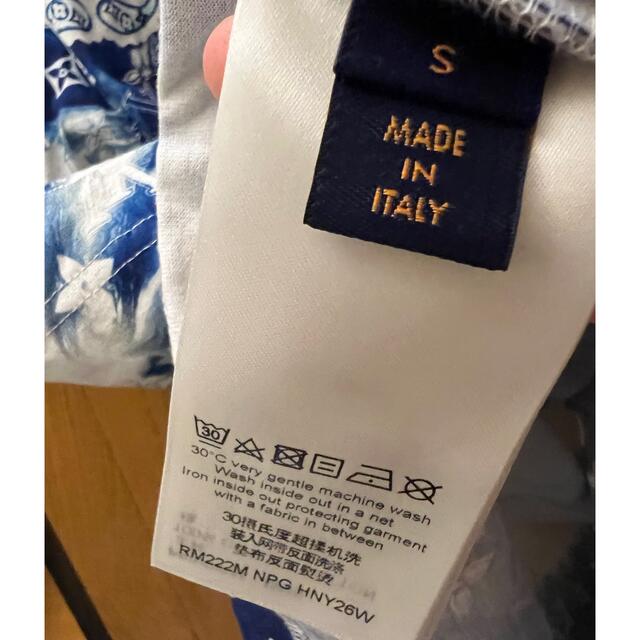 S
MADE
IN
ITALY
30
30°C very gentle machine wash
Wash inside out in a net
Iron inside out protecting garment
with a fabric in between
30摄氏度超揉机洗
装入网带反面洗涤
垫布反面熨烫
RM222M NPG HNY26W